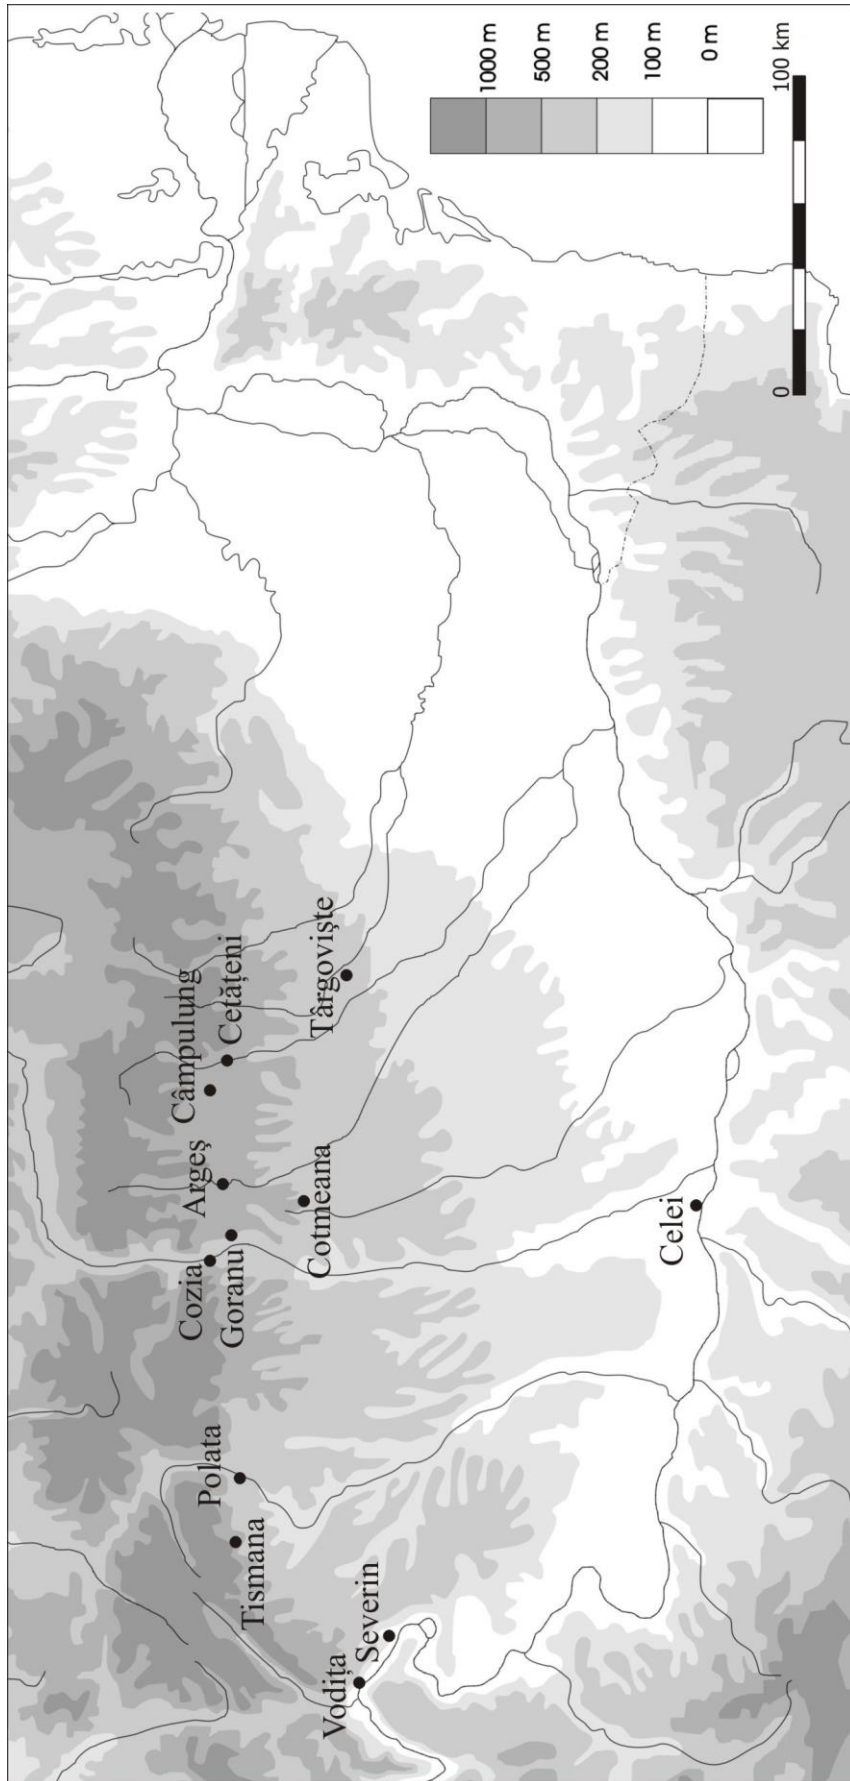 Câmpulung
Cetățeni
Argeș
Cozia
Goranu
Târgoviște
Cotmeana
Polata
Tismana
Vodița
Severin
Celei
1000 m
500 m
200 m
100 m
0 m
0
100 km